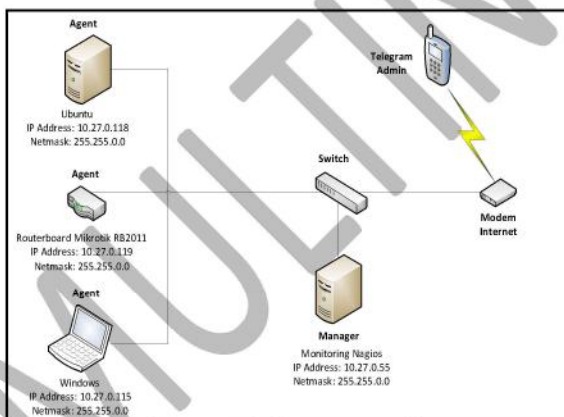 Agent
Ubuntu
IP Address: 10.27.0.118
Netmask: 255.255.0.0
Agent
Routerboard Mikrotik RB2011
IP Address: 10.27.0.119
Netmask: 255.255.0.0
Agent
Windows
IP Address: 10.27.0.115
Netmask: 255.255.0.0
Switch
Manager
Monitoring Nagios
IP Address: 10.27.0.55
Netmask: 255.255.0.0
Telegram
Admin
Modem
Internet
MULTIM